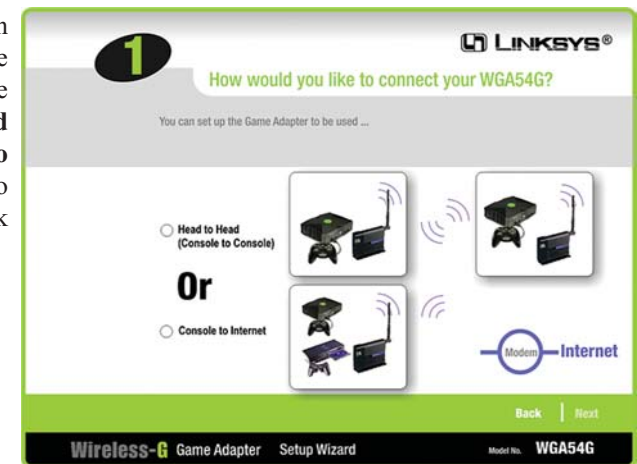 n
e
e
d
o
o
k
1
LINKSYS®
How would you like to connect your WGA54G?
You can set up the Game Adapter to be used ...
Head to Head
(Console to Console)
Or
Console to Internet
Modem
Internet
Back | Next
Wireless-G Game Adapter Setup Wizard
Model No. WGA54G